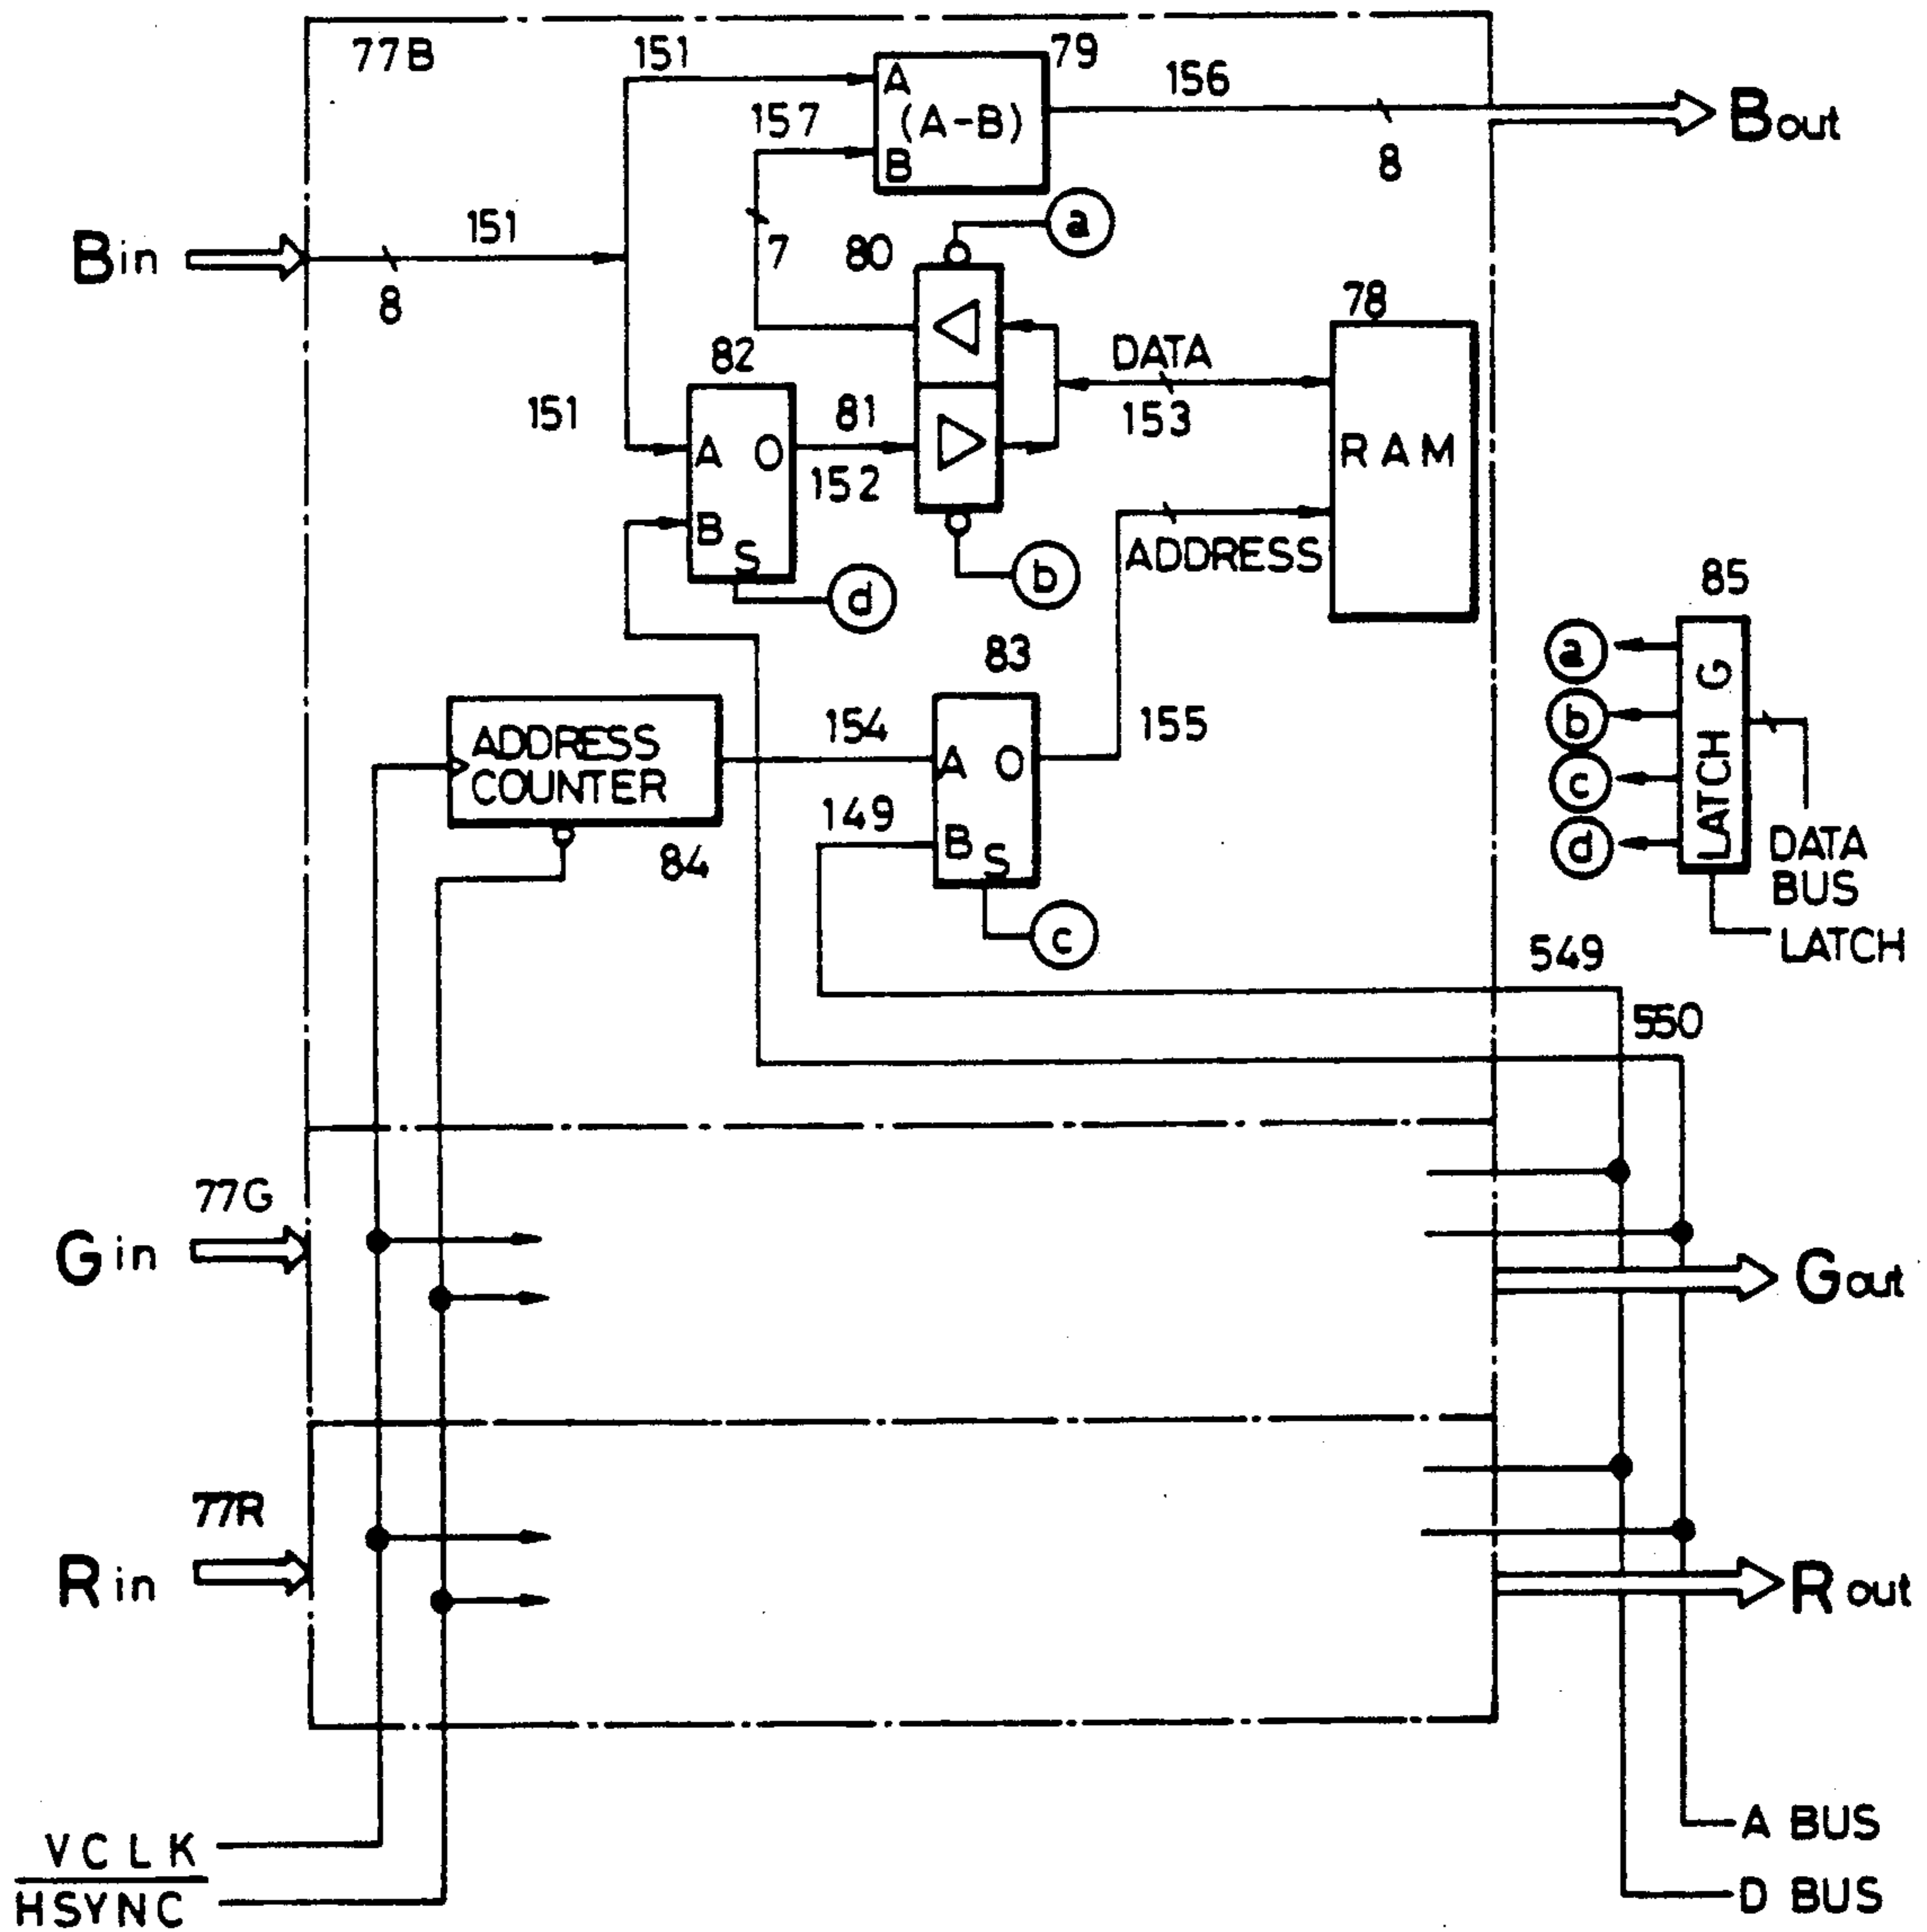 77B
151
79
156
A
(A-B)
B
157
8
Bout
Bin
151
8
7
80
a
78
82
DATA
153
151
A O
B
S
81
152
RAM
ADDRESS
b
d
85
83
a
b
c
d
LATCH G
DATA
BUS
LATCH
ADDRESS
COUNTER
84
154
A O
B
S
149
155
c
549
550
77G
Gin
Gout
77R
Rin
Rout
VCLK
HSYNC
A BUS
D BUS